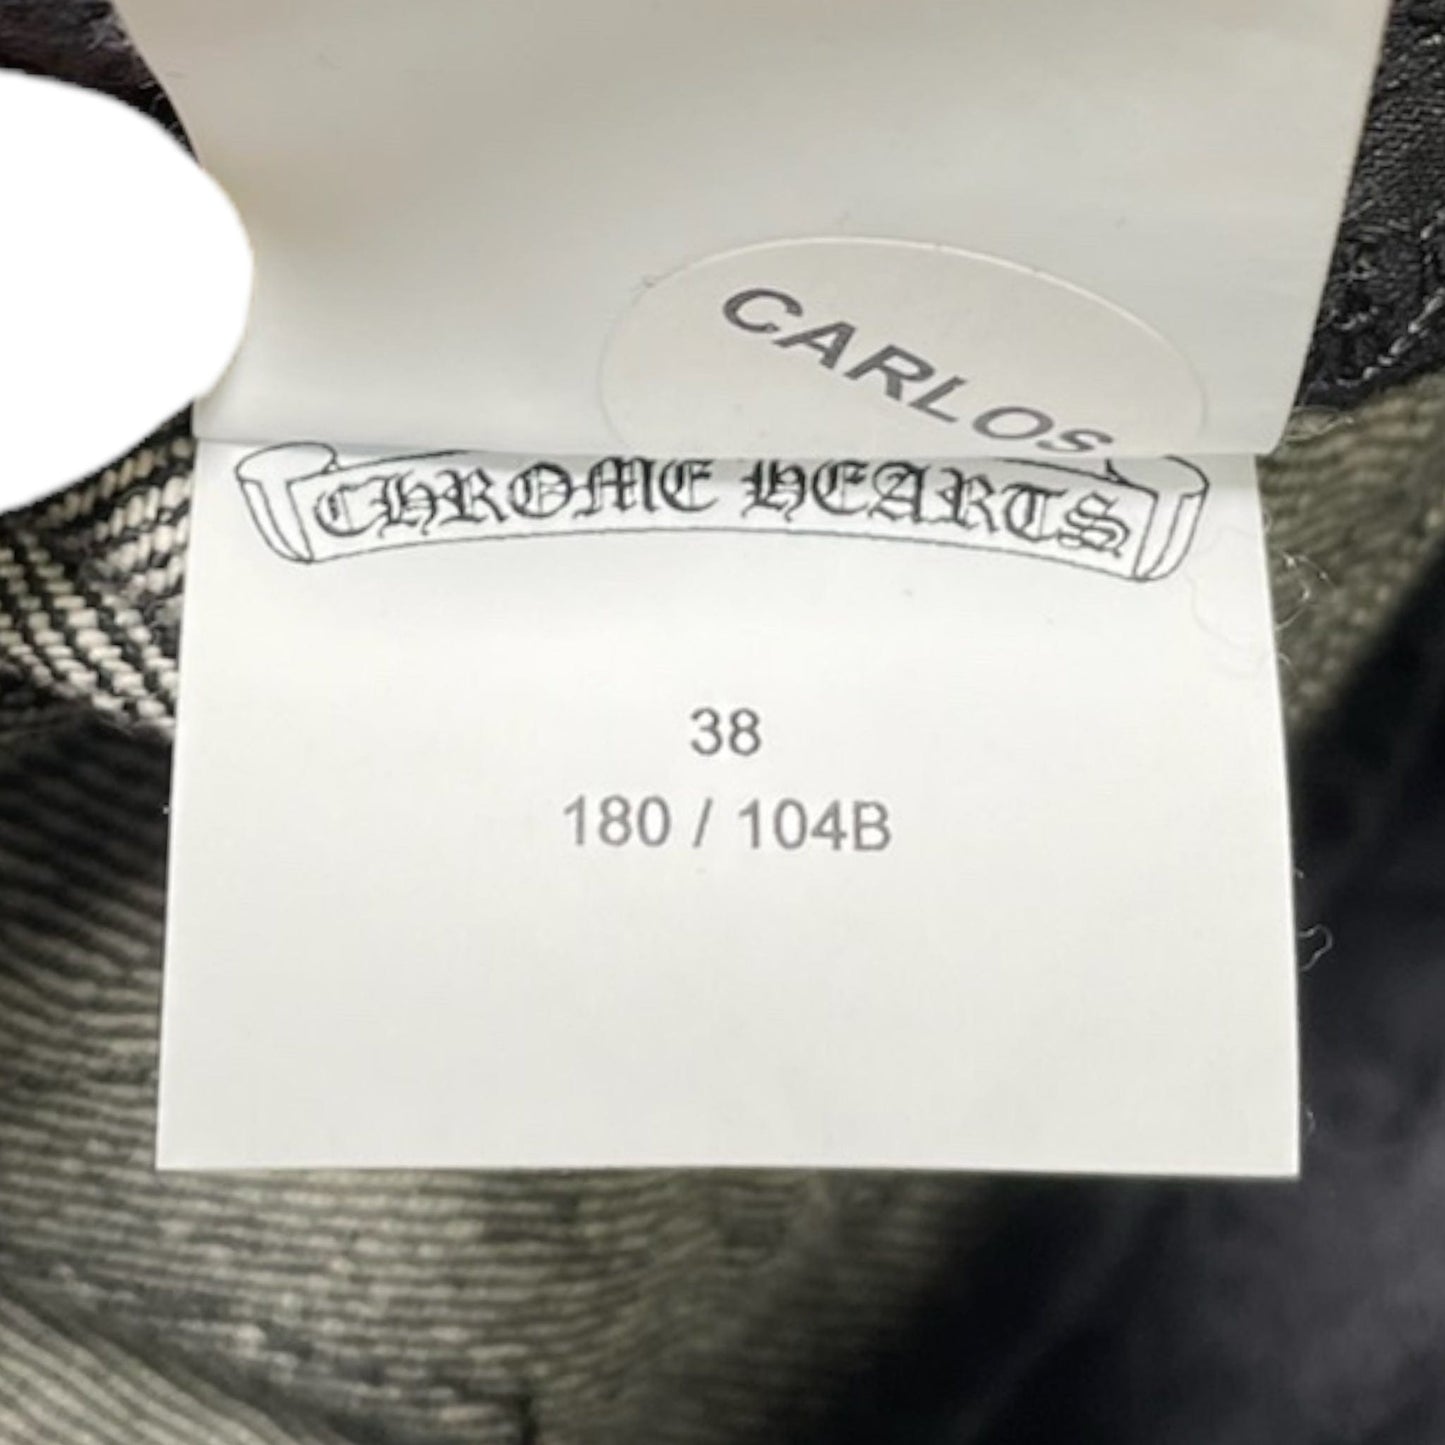 CARLOS
CHROME HEARTS
38
180 / 104B